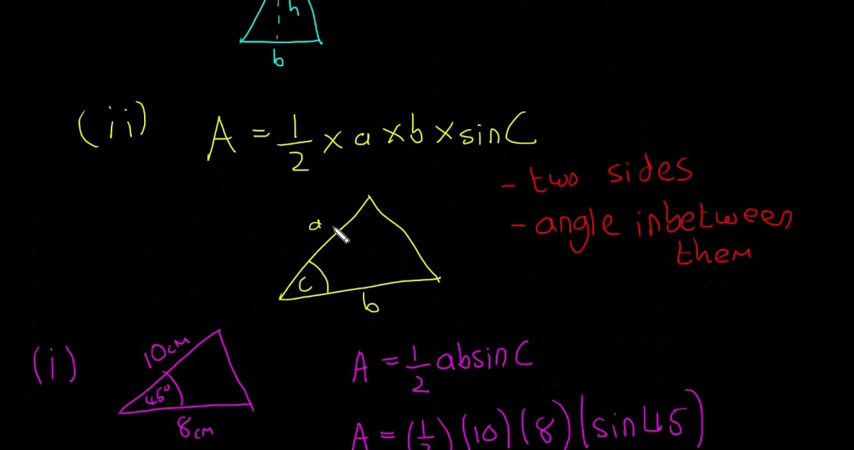 h
b
(ii) A = 1/2 × a × b × sinC
- two sides
- angle inbetween
them
a
C
b
(i)
10cm
45°
8cm
A = 1/2 absinC
A = (1/2)(10)(8)(sin45)